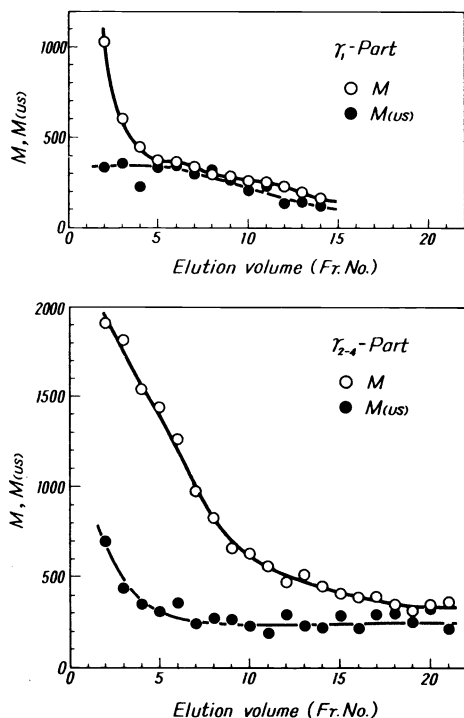 1000
500
0
M, M(us)
γ₁-Part
M
M(us)
0 5 10 15 20
Elution volume (Fr. No.)
2000
1500
1000
500
0
M, M(us)
γ₂₋₄-Part
M
M(us)
0 5 10 15 20
Elution volume (Fr. No.)